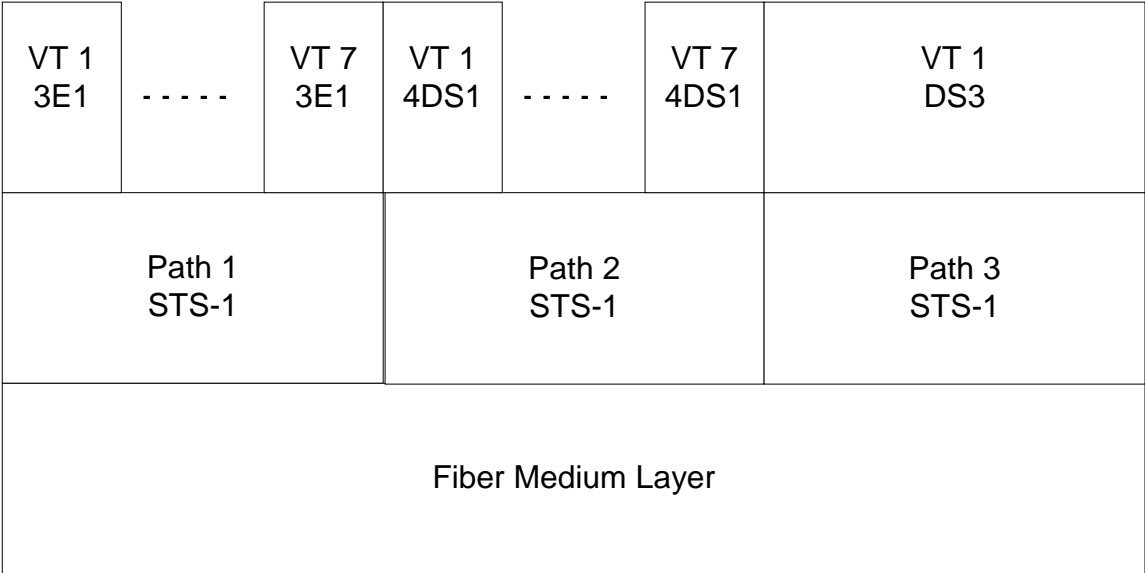 VT 1
3E1
- - - - -
VT 7
3E1
VT 1
4DS1
- - - - -
VT 7
4DS1
VT 1
DS3
Path 1
STS-1
Path 2
STS-1
Path 3
STS-1
Fiber Medium Layer